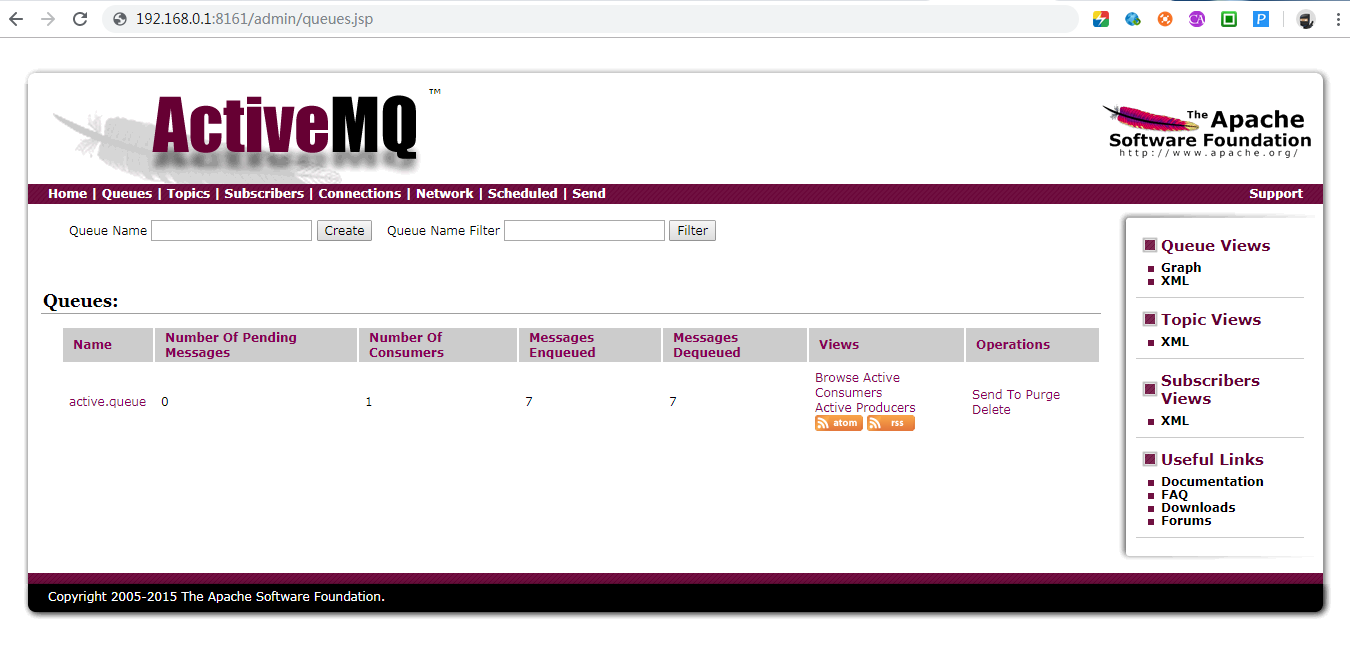 192.168.0.1:8161/admin/queues.jsp
CA
P
ActiveMQ ™
The Apache
Software Foundation
http://www.apache.org/
Home | Queues | Topics | Subscribers | Connections | Network | Scheduled | Send
Support
Queue Name Create Queue Name Filter Filter
Queues:
Name Number Of Pending Messages Number Of Consumers Messages Enqueued Messages Dequeued Views Operations
active.queue 0 1 7 7
Browse Active
Consumers
Active Producers
atom rss
Send To Purge
Delete
Queue Views
Graph
XML
Topic Views
XML
Subscribers
Views
XML
Useful Links
Documentation
FAQ
Downloads
Forums
Copyright 2005-2015 The Apache Software Foundation.